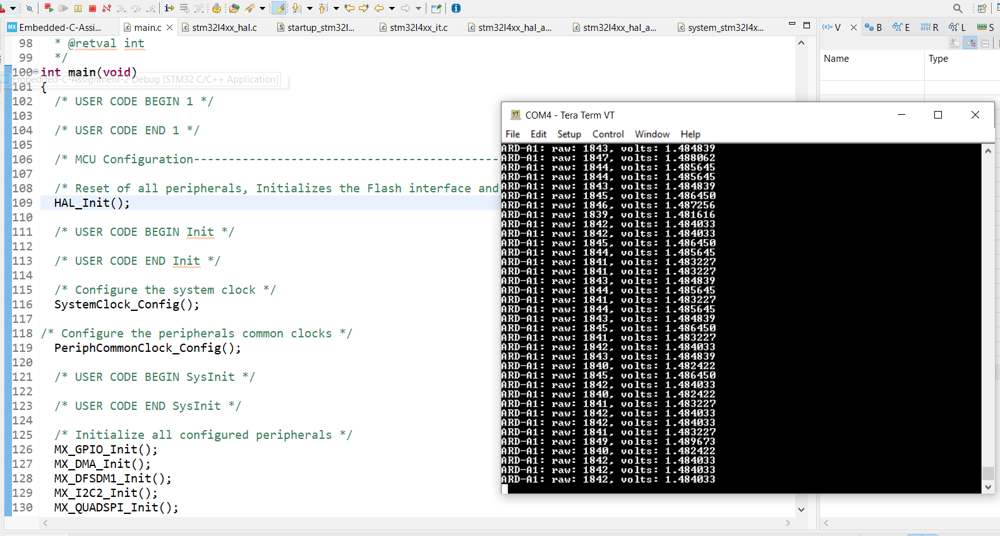 Embedded-C-Assi...
main.c
stm32l4xx_hal.c
startup_stm32l...
stm32l4xx_it.c
stm32l4xx_hal_a...
stm32l4xx_hal_a...
system_stm32l4x...
(x)= V
B
E
1010 0101 R
L
S
Name
Type
98 * @retval int
99 */
100 int main(void)
Embedded-C-Assignment-2 Debug [STM32 C/C++ Application]
101 {
102 /* USER CODE BEGIN 1 */
103
104 /* USER CODE END 1 */
105
106 /* MCU Configuration--------------------------------------------
107
108 /* Reset of all peripherals, Initializes the Flash interface and
109 HAL_Init();
110
111 /* USER CODE BEGIN Init */
112
113 /* USER CODE END Init */
114
115 /* Configure the system clock */
116 SystemClock_Config();
117
118 /* Configure the peripherals common clocks */
119 PeriphCommonClock_Config();
120
121 /* USER CODE BEGIN SysInit */
122
123 /* USER CODE END SysInit */
124
125 /* Initialize all configured peripherals */
126 MX_GPIO_Init();
127 MX_DMA_Init();
128 MX_DFSDM1_Init();
129 MX_I2C2_Init();
130 MX_QUADSPI_Init();
COM4 - Tera Term VT
File Edit Setup Control Window Help
ARD-A1: raw: 1843, volts: 1.484839
ARD-A1: raw: 1847, volts: 1.488062
ARD-A1: raw: 1844, volts: 1.485645
ARD-A1: raw: 1844, volts: 1.485645
ARD-A1: raw: 1843, volts: 1.484839
ARD-A1: raw: 1845, volts: 1.486450
ARD-A1: raw: 1846, volts: 1.487256
ARD-A1: raw: 1839, volts: 1.481616
ARD-A1: raw: 1842, volts: 1.484033
ARD-A1: raw: 1842, volts: 1.484033
ARD-A1: raw: 1845, volts: 1.486450
ARD-A1: raw: 1844, volts: 1.485645
ARD-A1: raw: 1841, volts: 1.483227
ARD-A1: raw: 1841, volts: 1.483227
ARD-A1: raw: 1843, volts: 1.484839
ARD-A1: raw: 1844, volts: 1.485645
ARD-A1: raw: 1841, volts: 1.483227
ARD-A1: raw: 1844, volts: 1.485645
ARD-A1: raw: 1843, volts: 1.484839
ARD-A1: raw: 1845, volts: 1.486450
ARD-A1: raw: 1841, volts: 1.483227
ARD-A1: raw: 1842, volts: 1.484033
ARD-A1: raw: 1843, volts: 1.484839
ARD-A1: raw: 1840, volts: 1.482422
ARD-A1: raw: 1845, volts: 1.486450
ARD-A1: raw: 1842, volts: 1.484033
ARD-A1: raw: 1840, volts: 1.482422
ARD-A1: raw: 1841, volts: 1.483227
ARD-A1: raw: 1842, volts: 1.484033
ARD-A1: raw: 1842, volts: 1.484033
ARD-A1: raw: 1841, volts: 1.483227
ARD-A1: raw: 1849, volts: 1.489673
ARD-A1: raw: 1840, volts: 1.482422
ARD-A1: raw: 1842, volts: 1.484033
ARD-A1: raw: 1842, volts: 1.484033
ARD-A1: raw: 1842, volts: 1.484033